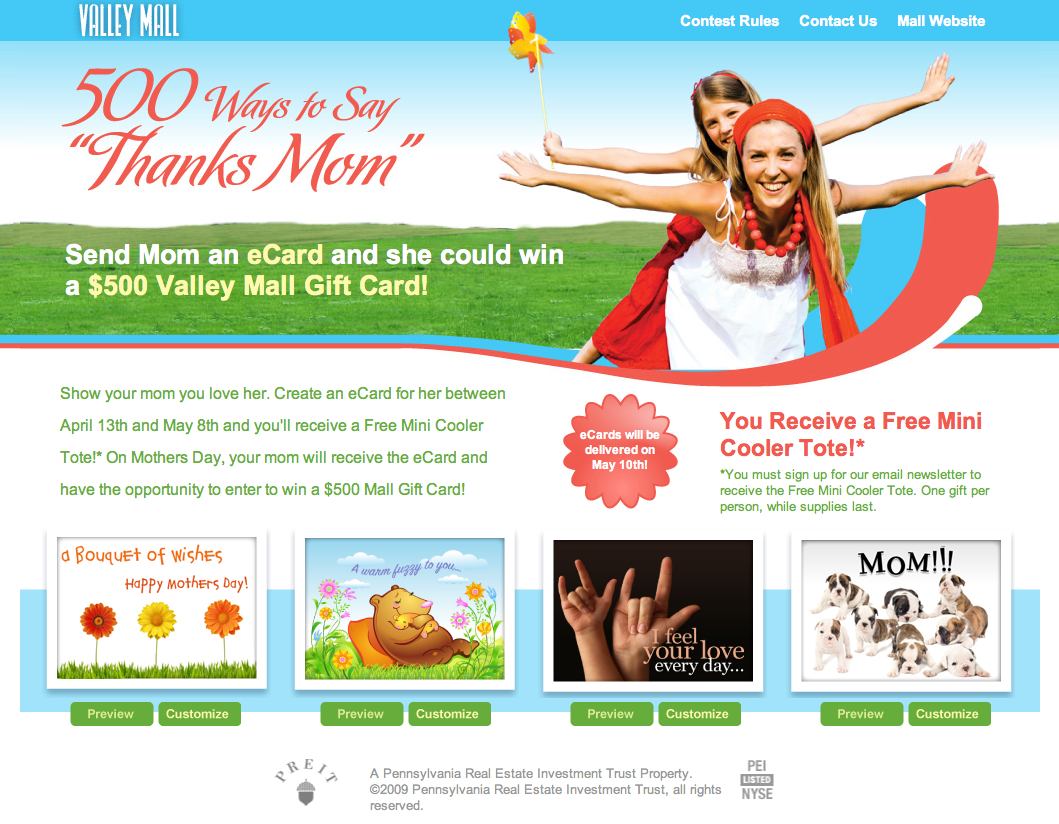 VALLEY MALL
Contest Rules Contact Us Mall Website
500 Ways to Say
“Thanks Mom”
Send Mom an eCard and she could win
a $500 Valley Mall Gift Card!
Show your mom you love her. Create an eCard for her between
April 13th and May 8th and you'll receive a Free Mini Cooler
Tote!* On Mothers Day, your mom will receive the eCard and
have the opportunity to enter to win a $500 Mall Gift Card!
eCards will be
delivered on
May 10th!
You Receive a Free Mini
Cooler Tote!*
*You must sign up for our email newsletter to
receive the Free Mini Cooler Tote. One gift per
person, while supplies last.
a Bouquet of Wishes
Happy Mothers Day!
A warm fuzzy to you...
I feel
your love
every day...
MOM!!!
Preview Customize
Preview Customize
Preview Customize
Preview Customize
PREIT
A Pennsylvania Real Estate Investment Trust Property.
©2009 Pennsylvania Real Estate Investment Trust, all rights
reserved.
PEI
LISTED
NYSE